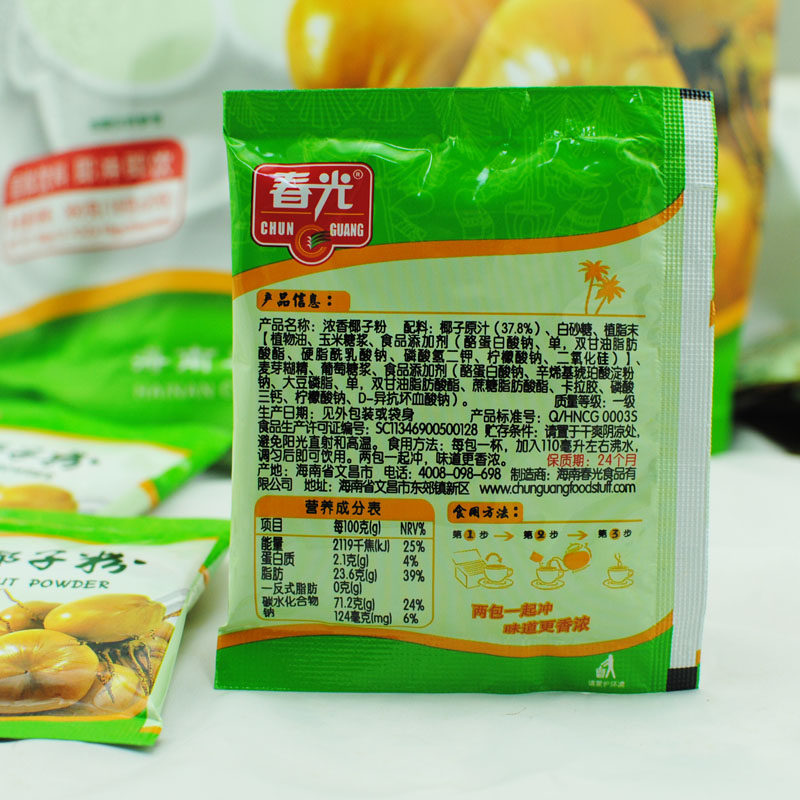 春光®
CHUN GUANG
产品信息：
产品名称：浓香椰子粉 配料：椰子原汁（37.8%）、白砂糖、植脂末
【植物油、玉米糖浆、食品添加剂（酪蛋白酸钠、单，双甘油脂肪
酸酯、硬脂酰乳酸钠、磷酸氢二钾、柠檬酸钠、二氧化硅）】、
麦芽糊精、葡萄糖浆、食品添加剂（酪蛋白酸钠、辛烯基琥珀酸淀粉
钠、大豆磷脂、单，双甘油脂肪酸酯、蔗糖脂肪酸酯、卡拉胶、磷酸
三钙、柠檬酸钠、D-异抗坏血酸钠）。 质量等级：一级
生产日期：见外包装或袋身 产品标准号：Q/HNCG 0003S
食品生产许可证编号：SC11346900500128 贮存条件：请置于干爽阴凉处，
避免阳光直射和高温。食用方法：每包一杯，加入110毫升左右沸水，
调匀后即可饮用。两包一起冲，味道更香浓。 保质期：24个月
产地：海南省文昌市 电话：4008-098-698 制造商：海南春光食品有
限公司 地址：海南省文昌市东郊镇新区 www.chunguangfoodstuff.com
营养成分表
项目 每100克(g) NRV%
能量 2119千焦(kJ) 25%
蛋白质 2.1克(g) 4%
脂肪 23.6克(g) 39%
—反式脂肪 0克(g)
碳水化合物 71.2克(g) 24%
钠 124毫克(mg) 6%
食用方法：
第1步 第2步 第3步
两包一起冲
味道更香浓
请爱护环境
椰子粉
POWDER